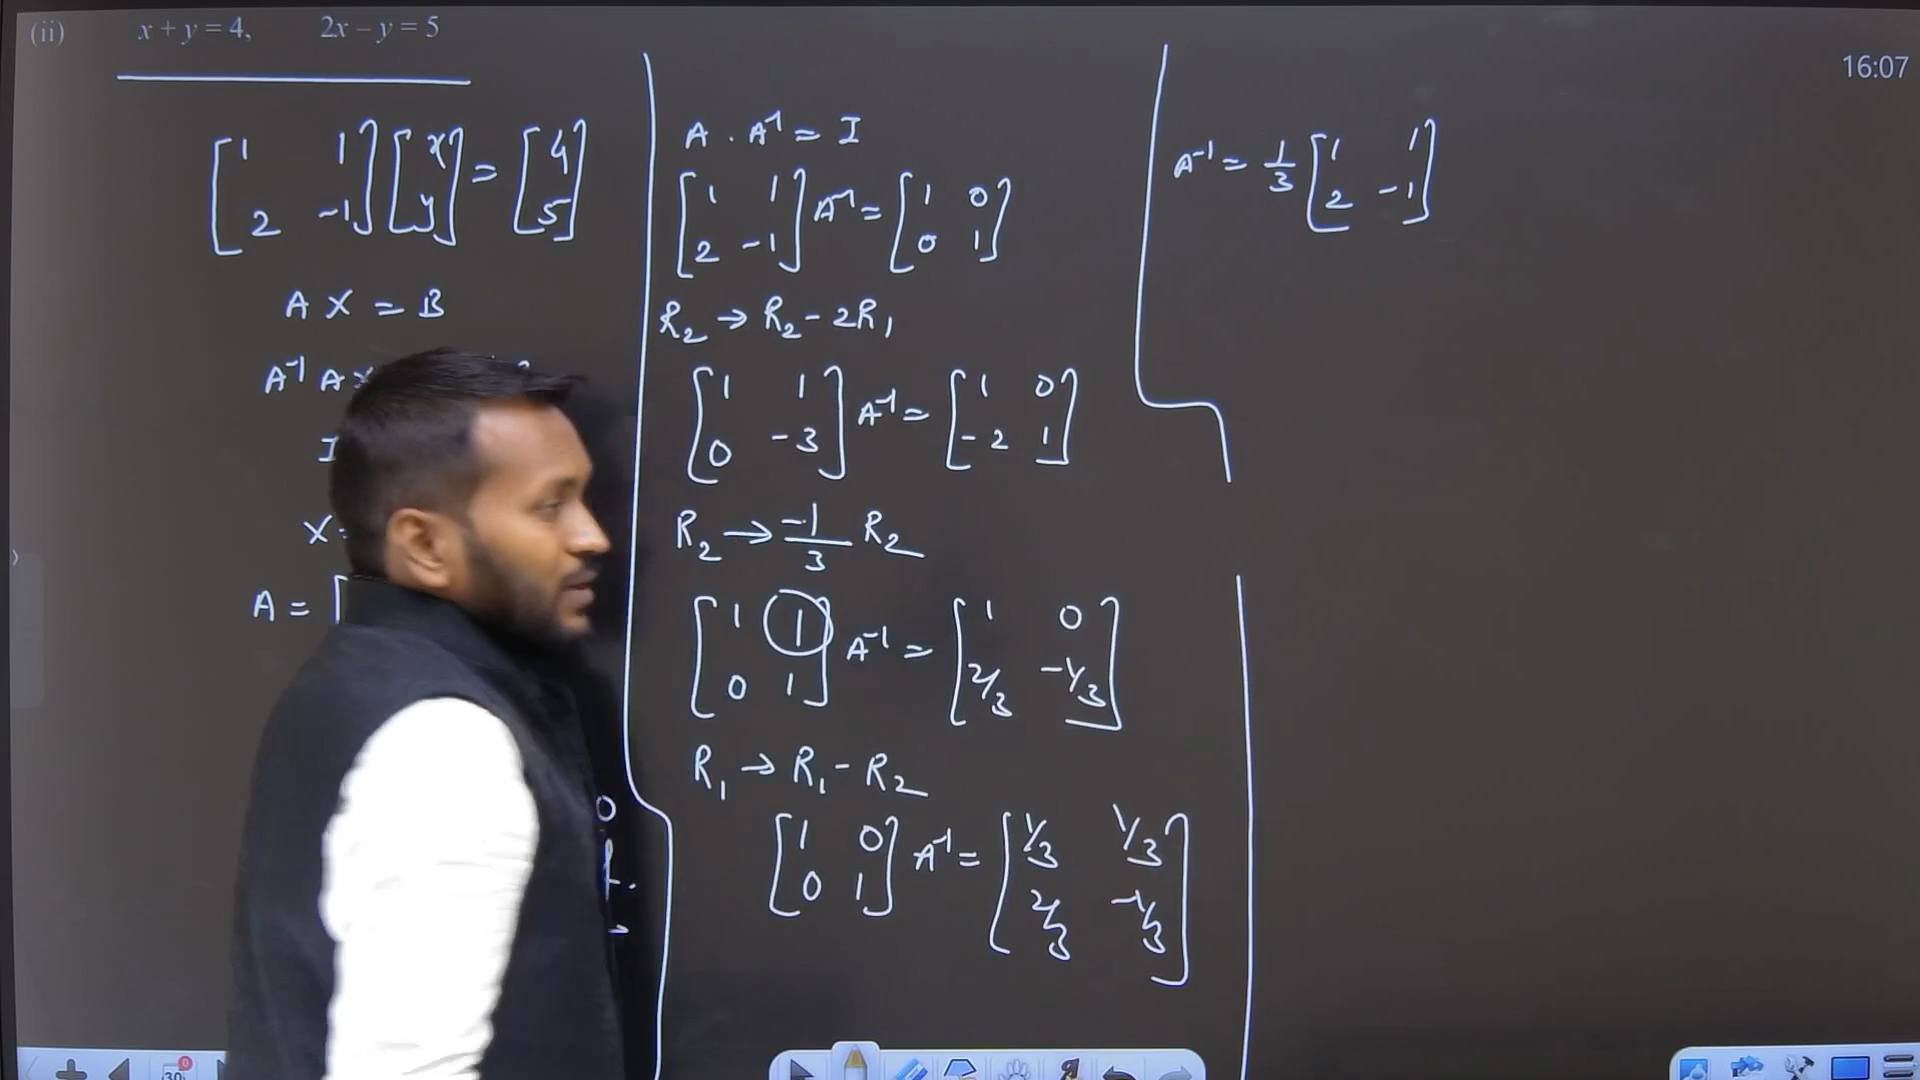 (ii) x + y = 4, 2x – y = 5
16:07
[1 1
2 -1] [x
y] = [4
5]
A X = B
A⁻¹ A X
I
X =
A = [
A . A⁻¹ = I
[1 1
2 -1] A⁻¹ = [1 0
0 1]
R₂ → R₂ - 2R₁
[1 1
0 -3] A⁻¹ = [1 0
-2 1]
R₂ → -1/3 R₂
[1 1
0 1] A⁻¹ = [1 0
2/3 -1/3]
R₁ → R₁ - R₂
[1 0
0 1] A⁻¹ = [1/3 1/3
2/3 -1/3]
A⁻¹ = 1/3 [1 1
2 -1]